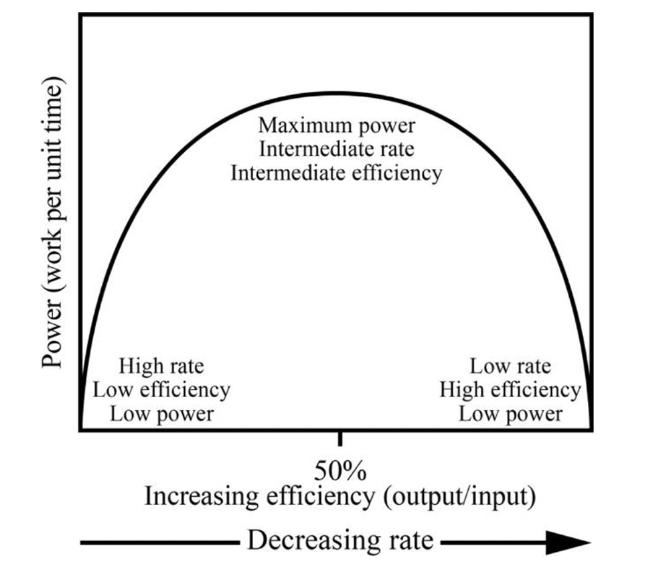 Power (work per unit time)
Maximum power
Intermediate rate
Intermediate efficiency
High rate
Low efficiency
Low power
Low rate
High efficiency
Low power
50%
Increasing efficiency (output/input)
Decreasing rate